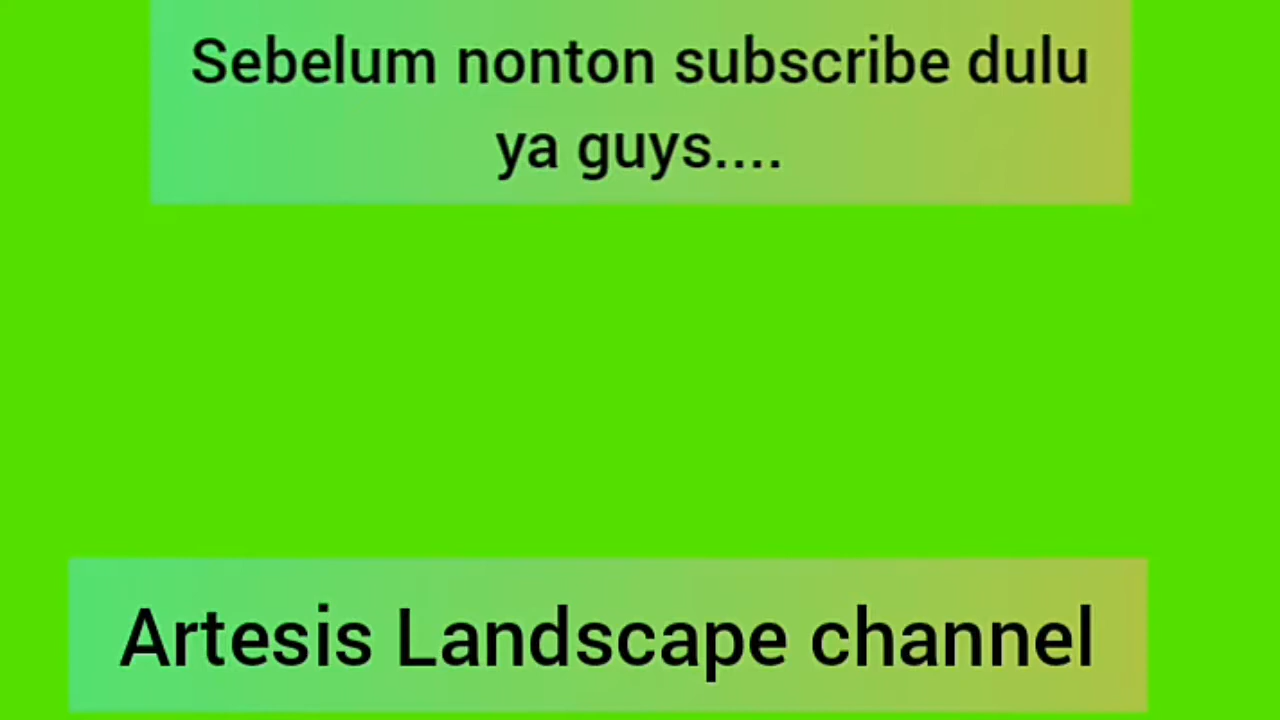 Sebelum nonton subscribe dulu
ya guys....
Artesis Landscape channel